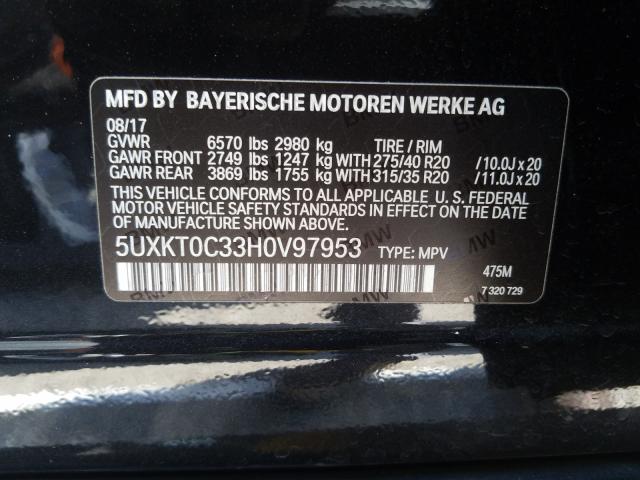 MFD BY BAYERISCHE MOTOREN WERKE AG
08/17
GVWR 6570 lbs 2980 kg TIRE / RIM
GAWR FRONT 2749 lbs 1247 kg WITH 275/40 R20 /10.0J x 20
GAWR REAR 3869 lbs 1755 kg WITH 315/35 R20 /11.0J x 20
THIS VEHICLE CONFORMS TO ALL APPLICABLE U. S. FEDERAL
MOTOR VEHICLE SAFETY STANDARDS IN EFFECT ON THE DATE
OF MANUFACTURE SHOWN ABOVE.
5UXKT0C33H0V97953 TYPE: MPV
475M
7 320 729